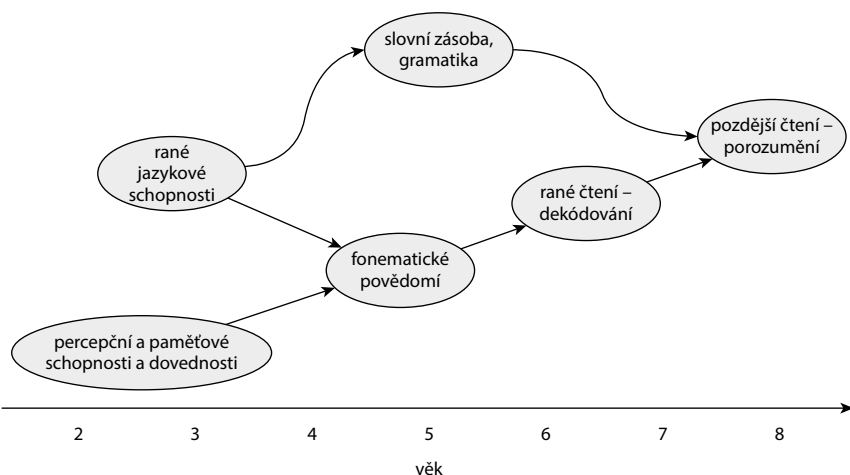 slovní zásoba,
gramatika
pozdější čtení –
porozumění
rané
jazykové
schopnosti
rané čtení –
dekódování
fonematické
povědomí
percepční a paměťové
schopnosti a dovednosti
2 3 4 5 6 7 8
věk